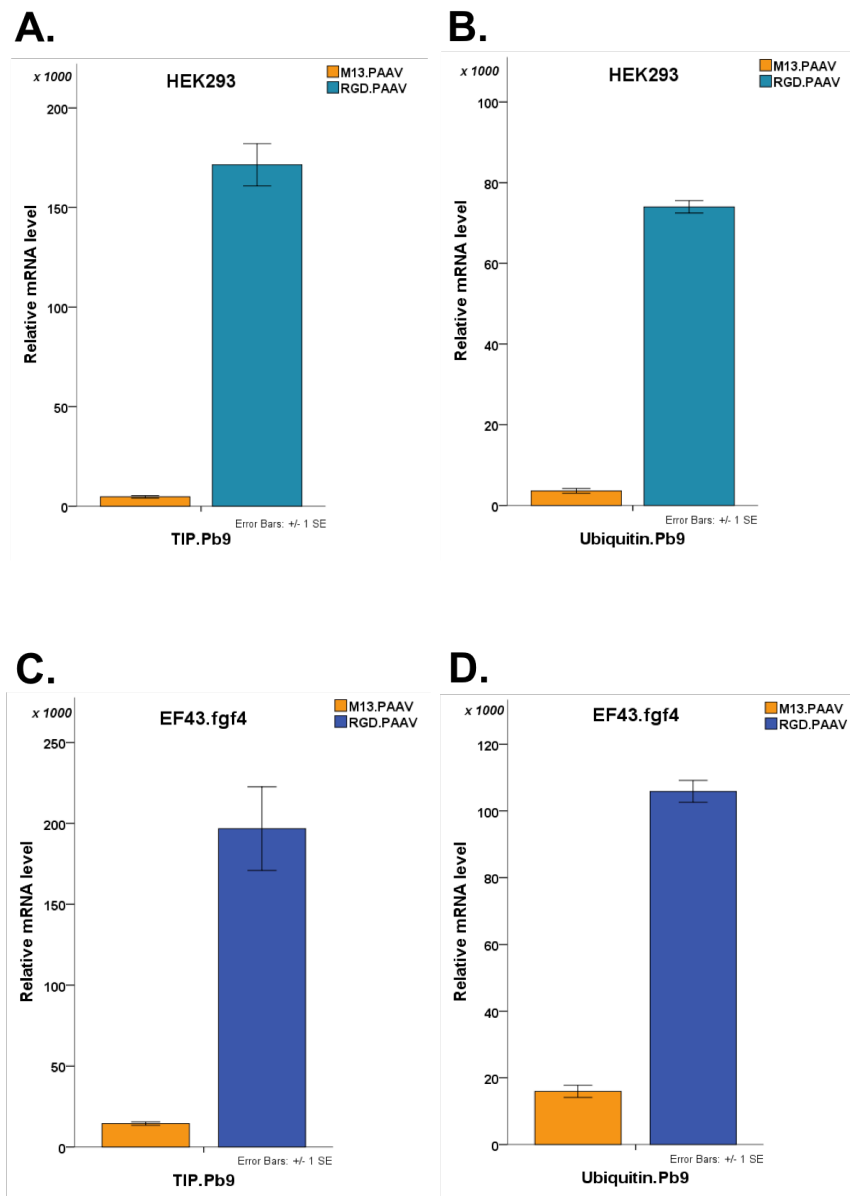 A.
x 1000
HEK293
M13.PAAV
RGD.PAAV
200
150
100
50
0
Relative mRNA level
Error Bars: +/- 1 SE
TIP.Pb9
B.
x 1000
HEK293
M13.PAAV
RGD.PAAV
100
80
60
40
20
0
Relative mRNA level
Error Bars: +/- 1 SE
Ubiquitin.Pb9
C.
x 1000
EF43.fgf4
M13.PAAV
RGD.PAAV
250
200
150
100
50
0
Relative mRNA level
Error Bars: +/- 1 SE
TIP.Pb9
D.
x 1000
EF43.fgf4
M13.PAAV
RGD.PAAV
120
100
80
60
40
20
0
Relative mRNA level
Error Bars: +/- 1 SE
Ubiquitin.Pb9